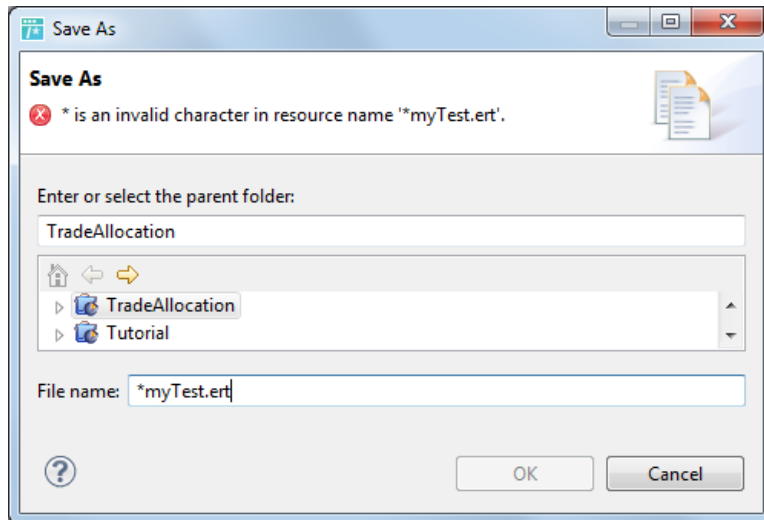 Save As
Save As
* is an invalid character in resource name '*myTest.ert'.
Enter or select the parent folder:
TradeAllocation
TradeAllocation
Tutorial
File name: *myTest.ert
OK Cancel